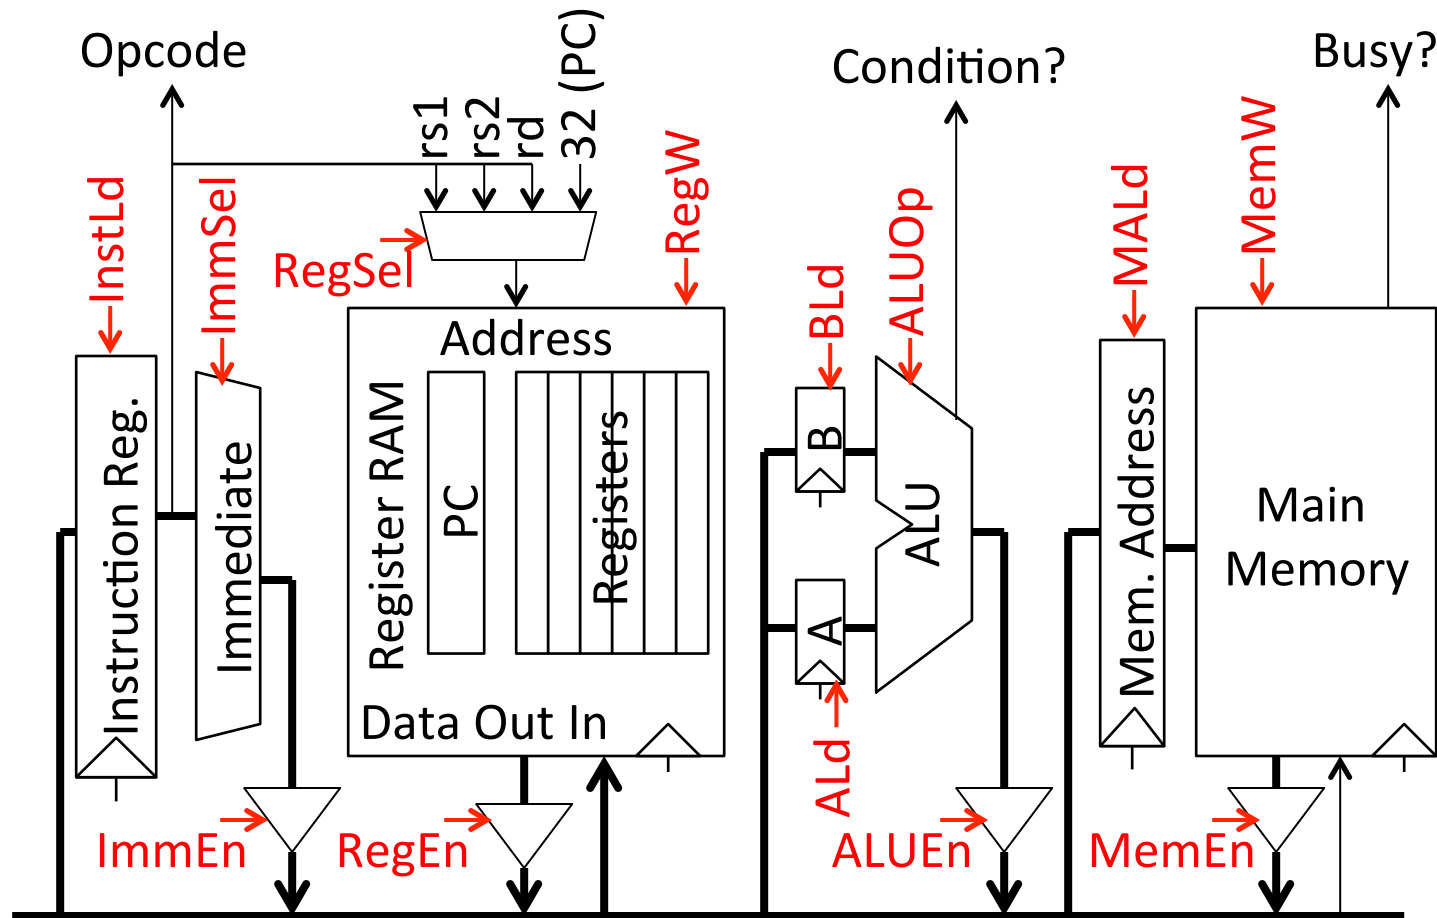 Opcode
Condition?
Busy?
rs1
rs2
rd
32 (PC)
InstLd
ImmSel
RegSel
RegW
BLd
ALUOp
MALd
MemW
Instruction Reg.
Immediate
Address
Register RAM
PC
Registers
Data Out In
B
A
ALU
ALd
Mem. Address
Main
Memory
ImmEn
RegEn
ALUEn
MemEn